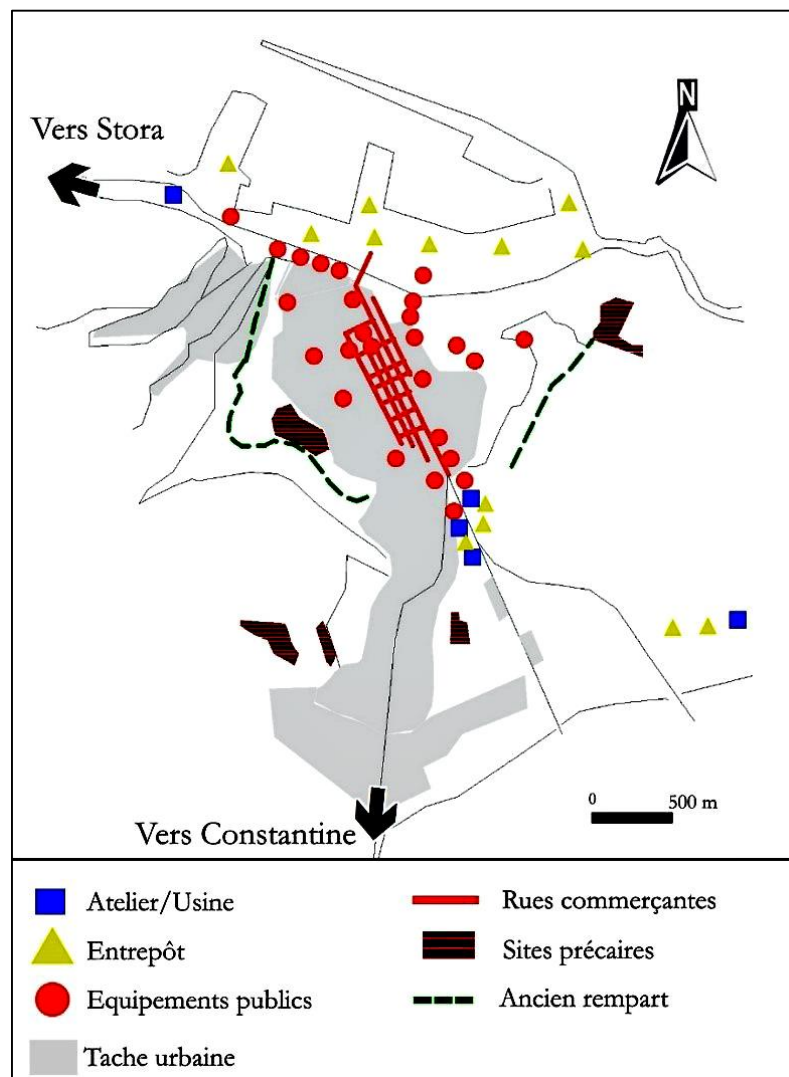 N
Vers Stora
0 500 m
Vers Constantine
Atelier/Usine
Rues commerçantes
Entrepôt
Sites précaires
Equipements publics
Ancien rempart
Tache urbaine